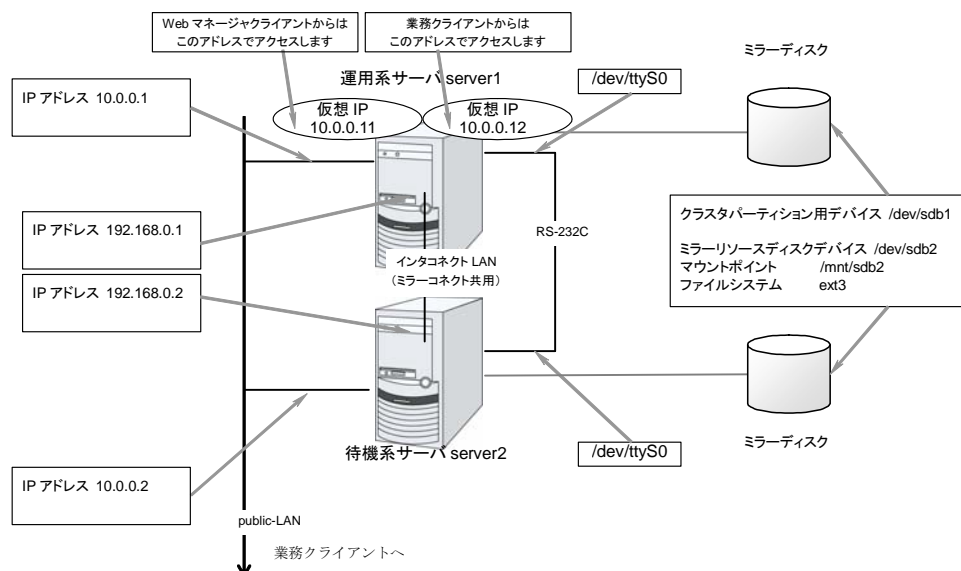 Web マネージャクライアントからは
このアドレスでアクセスします
業務クライアントからは
このアドレスでアクセスします
ミラーディスク
運用系サーバ server1
/dev/ttyS0
IP アドレス 10.0.0.1
仮想 IP
10.0.0.11
仮想 IP
10.0.0.12
IP アドレス 192.168.0.1
RS-232C
クラスタパーティション用デバイス /dev/sdb1
ミラーリソースディスクデバイス /dev/sdb2
マウントポイント /mnt/sdb2
ファイルシステム ext3
インタコネクト LAN
（ミラーコネクト共用）
IP アドレス 192.168.0.2
ミラーディスク
待機系サーバ server2
/dev/ttyS0
IP アドレス 10.0.0.2
public-LAN
業務クライアントへ